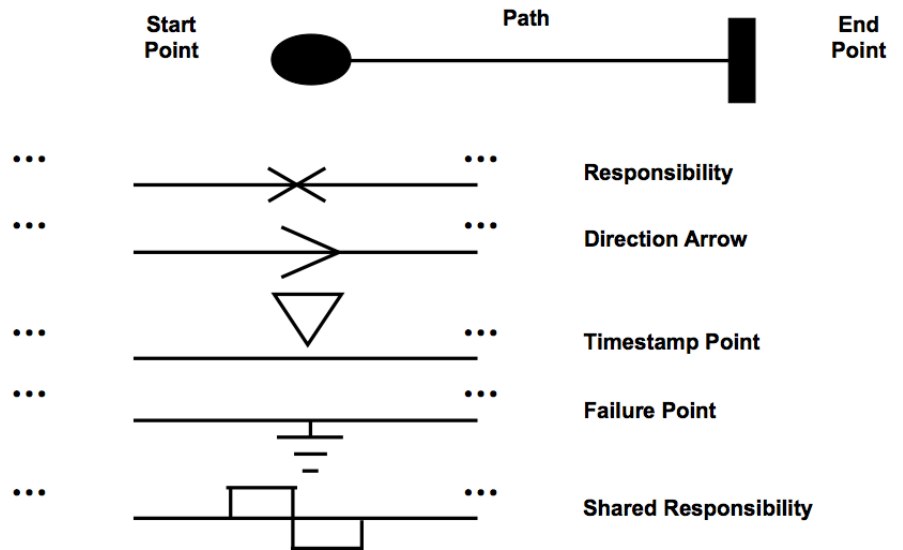 Start
Point
Path
End
Point
Responsibility
Direction Arrow
Timestamp Point
Failure Point
Shared Responsibility